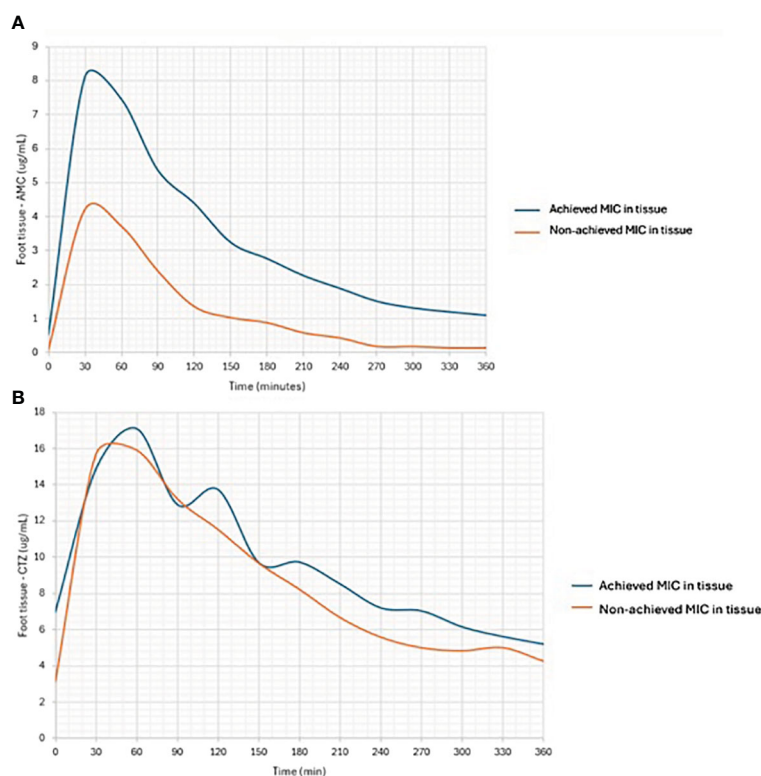 A
9
8
7
6
5
4
3
2
1
0
Foot tissue - AMC (ug/mL)
0 30 60 90 120 150 180 210 240 270 300 330 360
Time (minutes)
Achieved MIC in tissue
Non-achieved MIC in tissue
B
18
16
14
12
10
8
6
4
2
0
Foot tissue - CTZ (ug/mL)
0 30 60 90 120 150 180 210 240 270 300 330 360
Time (min)
Achieved MIC in tissue
Non-achieved MIC in tissue